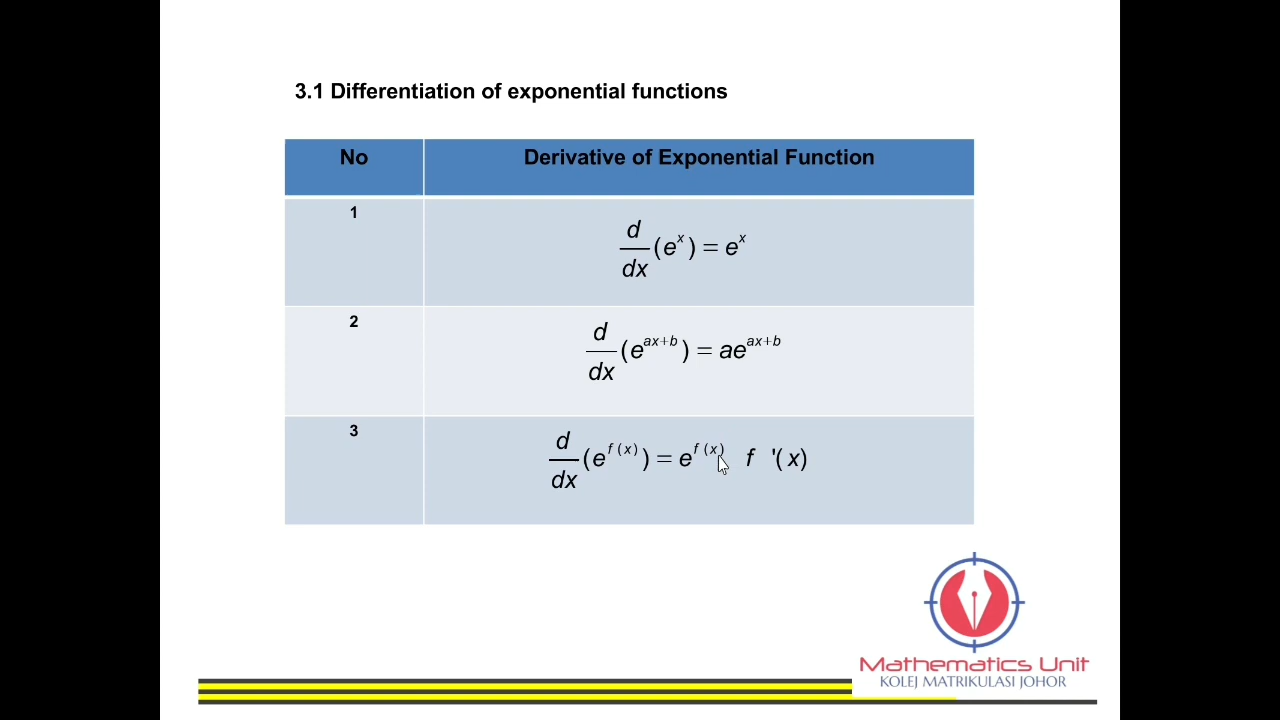 3.1 Differentiation of exponential functions
No Derivative of Exponential Function
1
d/dx (e^x) = e^x
2
d/dx (e^(ax+b)) = ae^(ax+b)
3
d/dx (e^f(x)) = e^f(x) f '(x)
Mathematics Unit
KOLEJ MATRIKULASI JOHOR